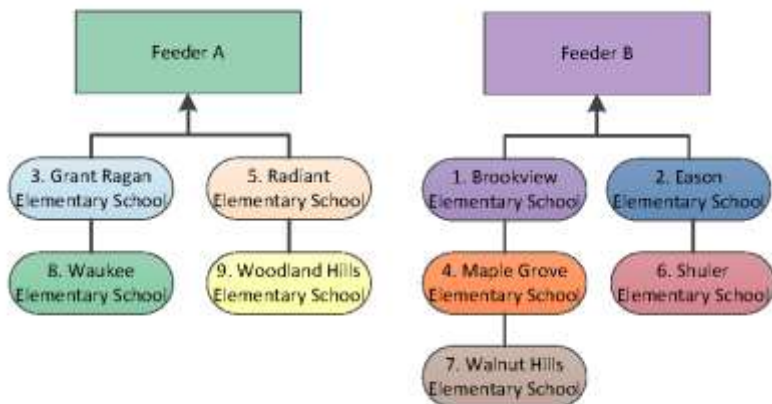 Feeder A
Feeder B
3. Grant Ragan
Elementary School
5. Radiant
Elementary School
1. Brookview
Elementary School
2. Eason
Elementary School
8. Waukee
Elementary School
9. Woodland Hills
Elementary School
4. Maple Grove
Elementary School
6. Shuler
Elementary School
7. Walnut Hills
Elementary School